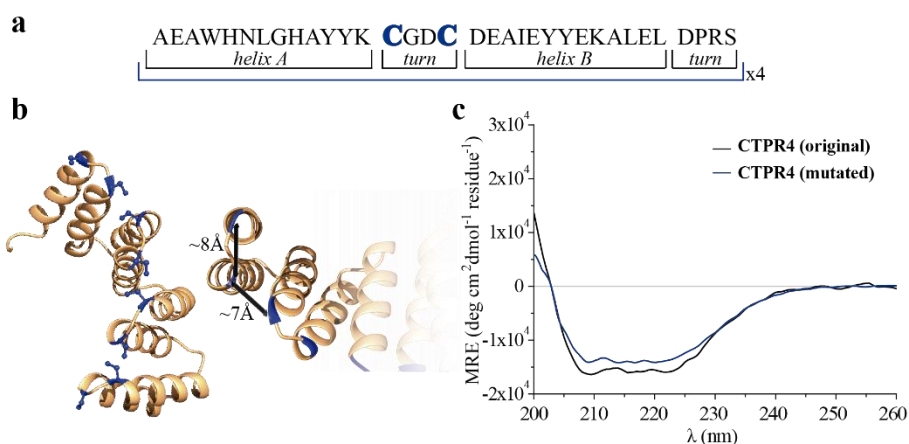 a
AEAWHNLGHAYYK CGDC DEAIEYYEKALEL DPRS
helix A turn helix B turn
x4
b
~8Å
~7Å
c
MRE (deg cm²dmol⁻¹ residue⁻¹)
3x10⁴
2x10⁴
1x10⁴
0
-1x10⁴
-2x10⁴
CTPR4 (original)
CTPR4 (mutated)
200 210 220 230 240 250 260
λ (nm)